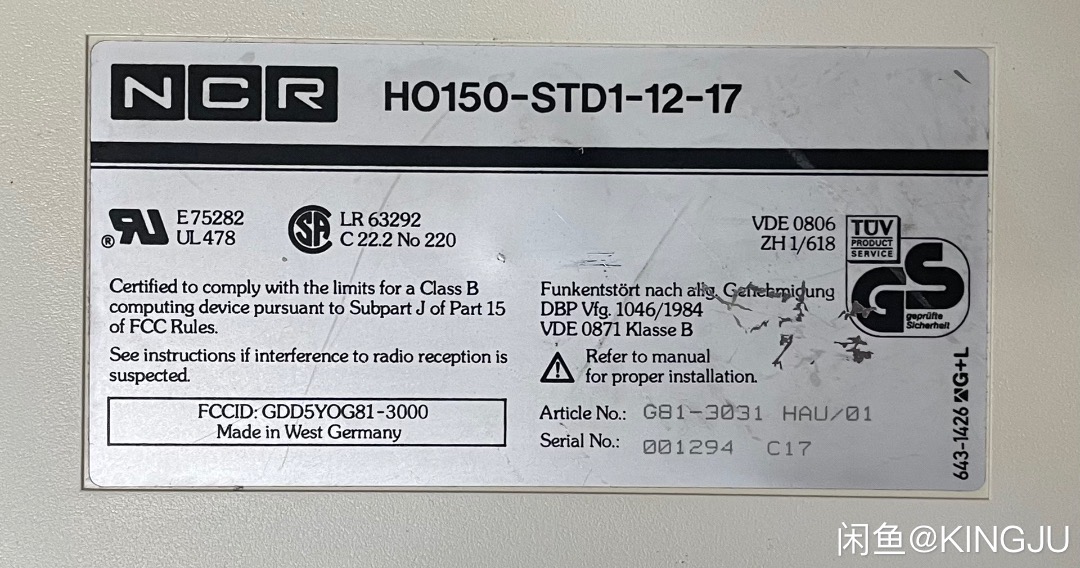 NCR HO150-STD1-12-17
E75282
UL478
LR 63292
C 22.2 No 220
VDE 0806
ZH 1/618
TÜV
PRODUCT
SERVICE
GS
geprüfte
Sicherheit
Certified to comply with the limits for a Class B
computing device pursuant to Subpart J of Part 15
of FCC Rules.
See instructions if interference to radio reception is
suspected.
FCCID: GDD5YOG81-3000
Made in West Germany
Funkentstört nach allg. Genehmigung
DBP Vfg. 1046/1984
VDE 0871 Klasse B
Refer to manual
for proper installation.
Article No.: G81-3031 HAU/01
Serial No.: 001294 C17
643-1426 G+L
闲鱼@KINGJU